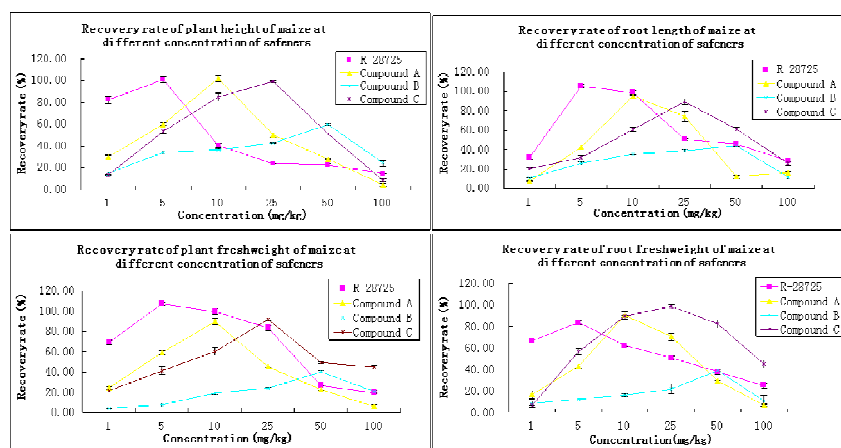 Recovery rate of plant height of maize at
different concentration of safeners
R-28725
Compound A
Compound B
Compound C
Recovery rate (%)
120.00
100.00
80.00
60.00
40.00
20.00
0.00
1 5 10 25 50 100
Concentration (mg/kg)
Recovery rate of root length of maize at
different concentration of safeners
R-28725
Compound A
Compound B
Compound C
Recovery rate (%)
120.00
100.00
80.00
60.00
40.00
20.00
0.00
1 5 10 25 50 100
Concentration (mg/kg)
Recovery rate of plant freshweight of maize at
different concentration of safeners
R-28725
Compound A
Compound B
Compound C
Recovery rate (%)
120.00
100.00
80.00
60.00
40.00
20.00
0.00
1 5 10 25 50 100
Concentration (mg/kg)
Recovery rate of root freshweight of maize at
different concentration of safeners
R-28725
Compound A
Compound B
Compound C
Recovery rate (%)
120.00
100.00
80.00
60.00
40.00
20.00
0.00
1 5 10 25 50 100
Concentration (mg/kg)